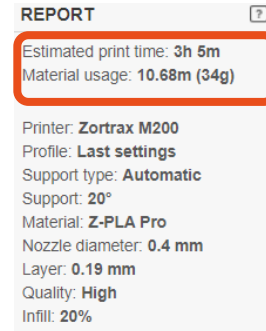 REPORT
?
Estimated print time: 3h 5m
Material usage: 10.68m (34g)
Printer: Zortrax M200
Profile: Last settings
Support type: Automatic
Support: 20°
Material: Z-PLA Pro
Nozzle diameter: 0.4 mm
Layer: 0.19 mm
Quality: High
Infill: 20%